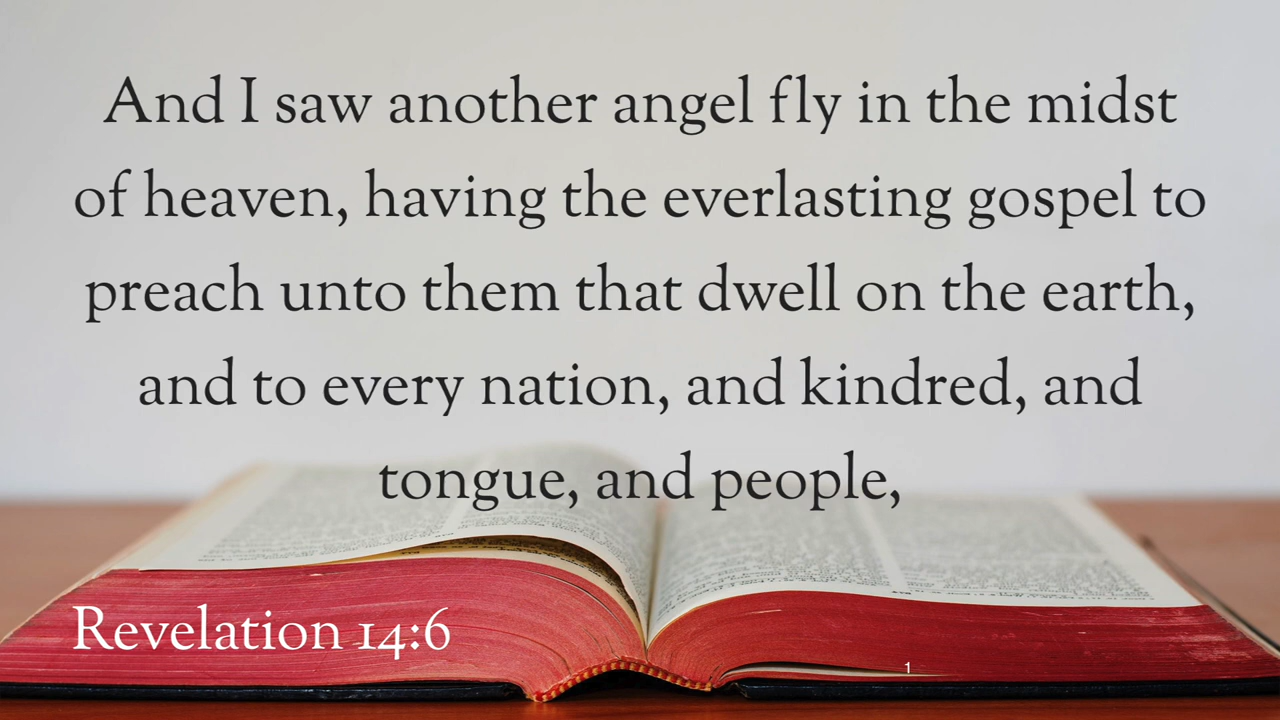 And I saw another angel fly in the midst
of heaven, having the everlasting gospel to
preach unto them that dwell on the earth,
and to every nation, and kindred, and
tongue, and people,
Revelation 14:6
1